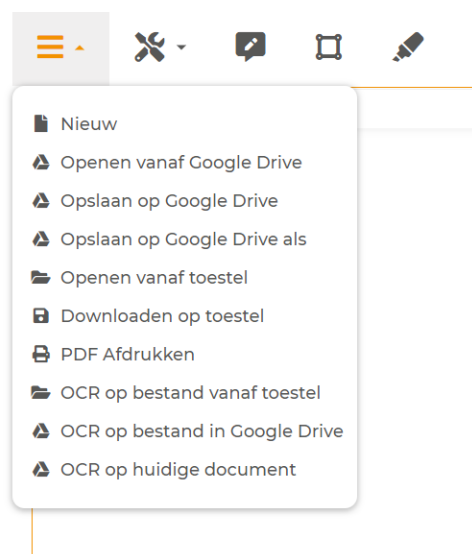 Nieuw
Openen vanaf Google Drive
Opslaan op Google Drive
Opslaan op Google Drive als
Openen vanaf toestel
Downloaden op toestel
PDF Afdrukken
OCR op bestand vanaf toestel
OCR op bestand in Google Drive
OCR op huidige document